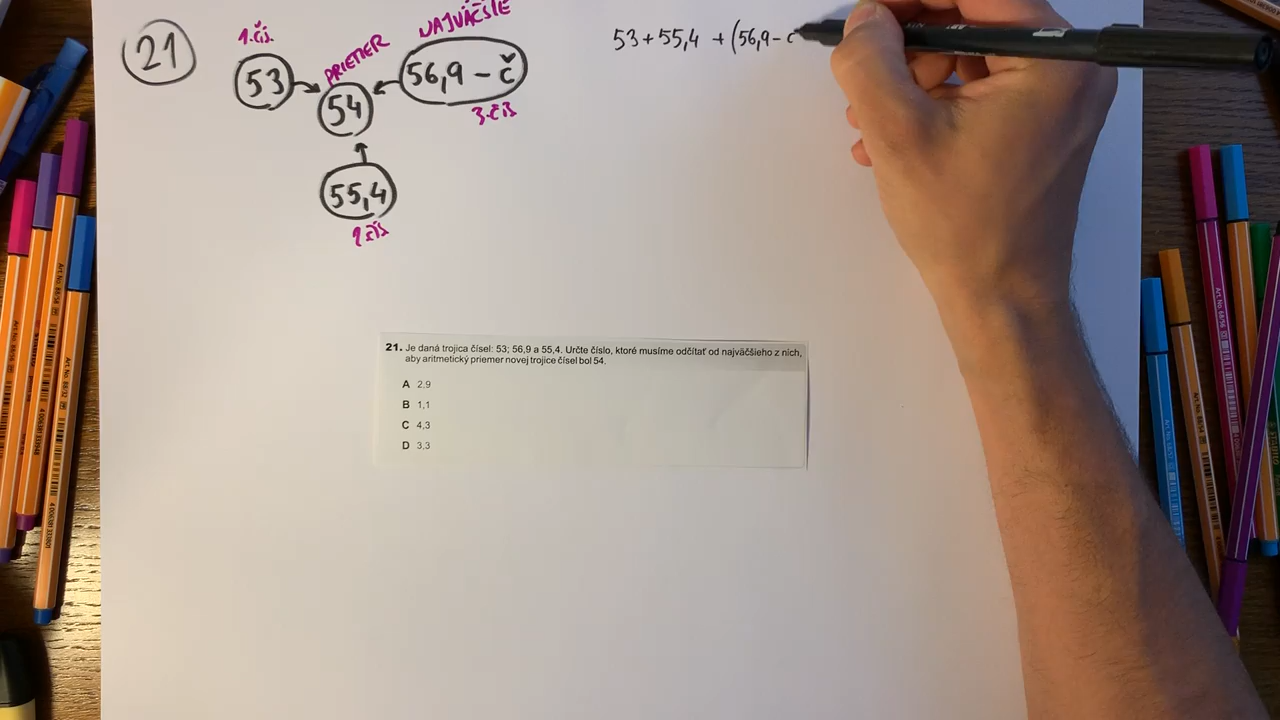 21
1.čís.
53
PRIEMER
54
NAJVÄČŠIE
56,9 – č
3.čís
55,4
2.čís
53+55,4 + (56,9 – č
21. Je daná trojica čísel: 53; 56,9 a 55,4. Určte číslo, ktoré musíme odčítať od najväčšieho z nich,
aby aritmetický priemer novej trojice čísel bol 54.
A 2,9
B 1,1
C 4,3
D 3,3